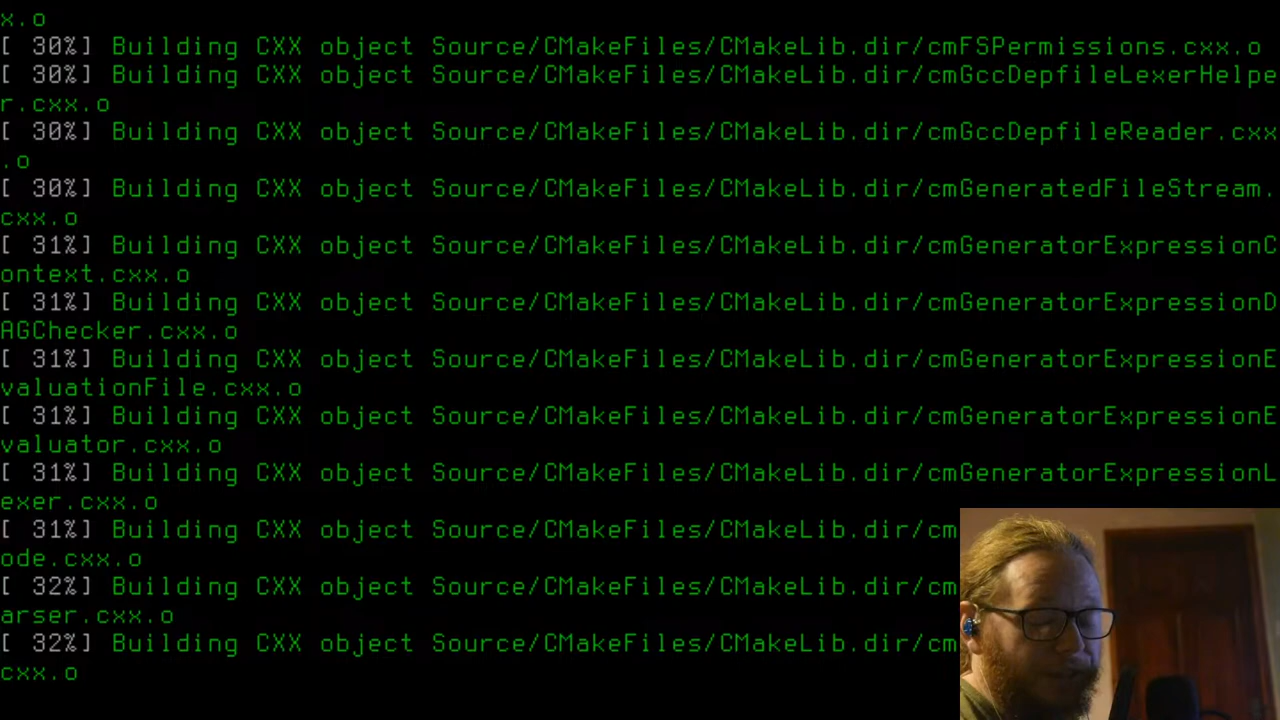 x.o
[ 30%] Building CXX object Source/CMakeFiles/CMakeLib.dir/cmFSPermissions.cxx.o
[ 30%] Building CXX object Source/CMakeFiles/CMakeLib.dir/cmGccDepfileLexerHelpe
r.cxx.o
[ 30%] Building CXX object Source/CMakeFiles/CMakeLib.dir/cmGccDepfileReader.cxx
.o
[ 30%] Building CXX object Source/CMakeFiles/CMakeLib.dir/cmGeneratedFileStream.
cxx.o
[ 31%] Building CXX object Source/CMakeFiles/CMakeLib.dir/cmGeneratorExpressionC
ontext.cxx.o
[ 31%] Building CXX object Source/CMakeFiles/CMakeLib.dir/cmGeneratorExpressionD
AGChecker.cxx.o
[ 31%] Building CXX object Source/CMakeFiles/CMakeLib.dir/cmGeneratorExpressionE
valuationFile.cxx.o
[ 31%] Building CXX object Source/CMakeFiles/CMakeLib.dir/cmGeneratorExpressionE
valuator.cxx.o
[ 31%] Building CXX object Source/CMakeFiles/CMakeLib.dir/cmGeneratorExpressionL
exer.cxx.o
[ 31%] Building CXX object Source/CMakeFiles/CMakeLib.dir/cm
ode.cxx.o
[ 32%] Building CXX object Source/CMakeFiles/CMakeLib.dir/cm
arser.cxx.o
[ 32%] Building CXX object Source/CMakeFiles/CMakeLib.dir/cm
cxx.o